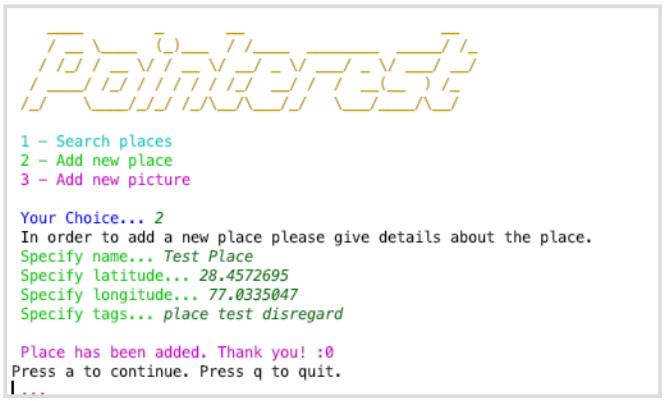 Pointerest
1 – Search places
2 – Add new place
3 – Add new picture
Your Choice... 2
In order to add a new place please give details about the place.
Specify name... Test Place
Specify latitude... 28.4572695
Specify longitude... 77.0335047
Specify tags... place test disregard
Place has been added. Thank you! :0
Press a to continue. Press q to quit.
...